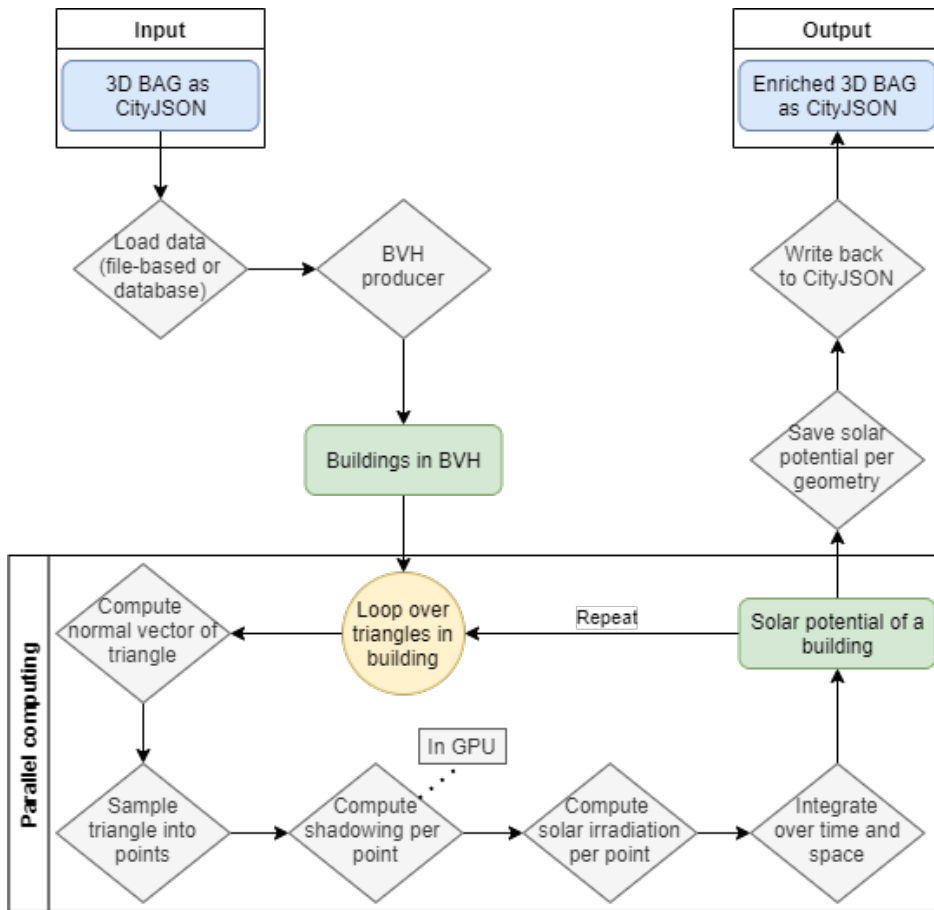 Input
3D BAG as
CityJSON
Output
Enriched 3D BAG
as CityJSON
Load data
(file-based or
database)
BVH
producer
Write back
to CityJSON
Buildings in BVH
Save solar
potential per
geometry
Parallel computing
Compute
normal vector of
triangle
Loop over
triangles in
building
Repeat
Solar potential of a
building
In GPU
Sample
triangle into
points
Compute
shadowing per
point
Compute
solar irradiation
per point
Integrate
over time and
space